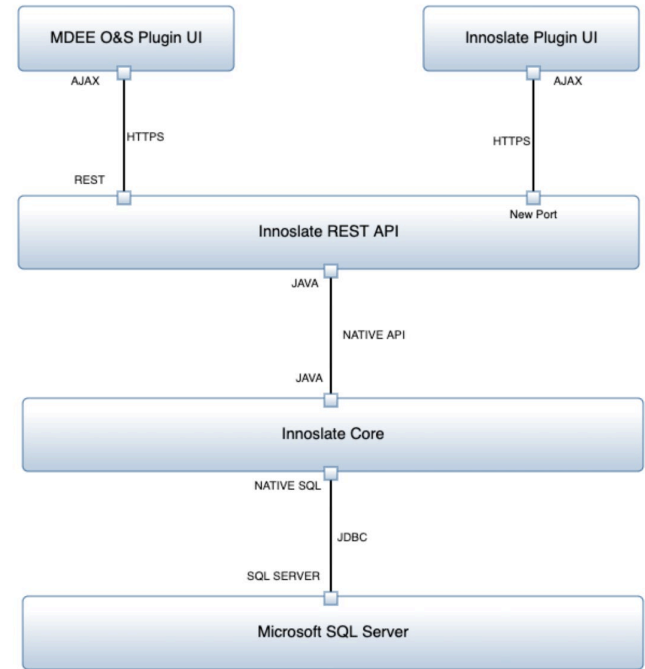 MDEE O&S Plugin UI
Innoslate Plugin UI
AJAX
AJAX
HTTPS
HTTPS
REST
New Port
Innoslate REST API
JAVA
NATIVE API
JAVA
Innoslate Core
NATIVE SQL
JDBC
SQL SERVER
Microsoft SQL Server